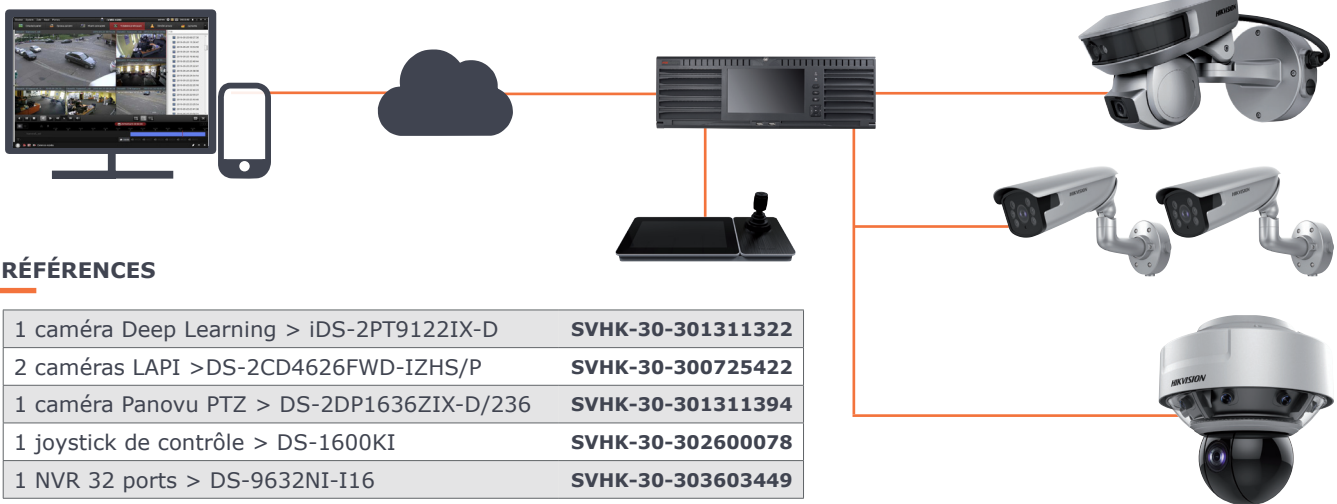 HIKVISION
HIKVISION
HIKVISION
HIKVISION
RÉFÉRENCES
1 caméra Deep Learning > iDS-2PT9122IX-D SVHK-30-301311322
2 caméras LAPI >DS-2CD4626FWD-IZHS/P SVHK-30-300725422
1 caméra Panovu PTZ > DS-2DP1636ZIX-D/236 SVHK-30-301311394
1 joystick de contrôle > DS-1600KI SVHK-30-302600078
1 NVR 32 ports > DS-9632NI-I16 SVHK-30-303603449